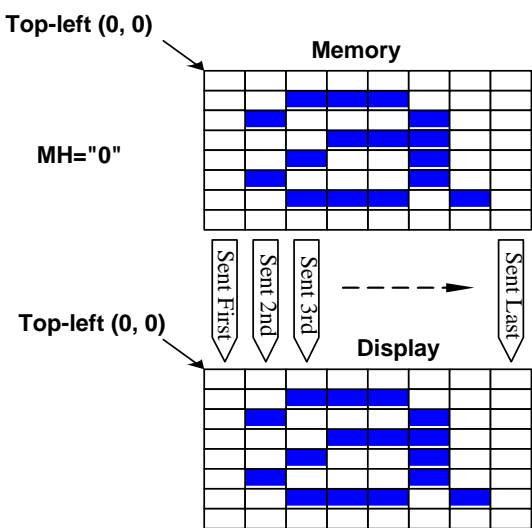 Top-left (0, 0)
Memory
MH="0"
Sent First
Sent 2nd
Sent 3rd
Sent Last
Top-left (0, 0)
Display